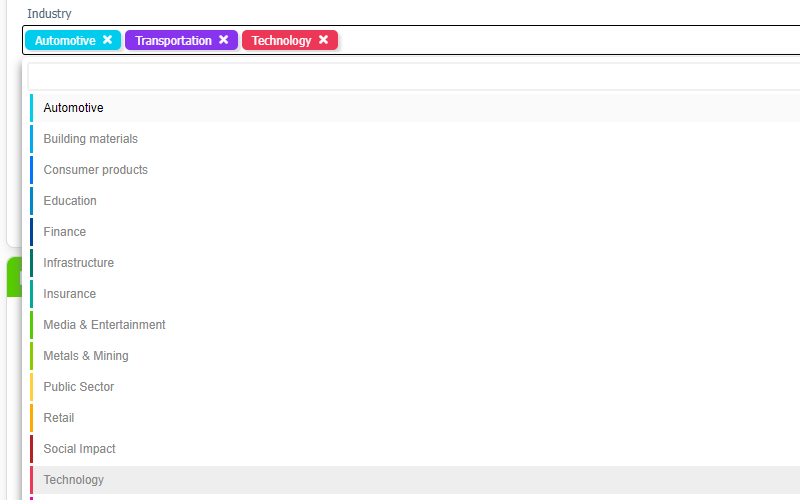 Industry
Automotive Transportation Technology
Automotive
Building materials
Consumer products
Education
Finance
Infrastructure
Insurance
Media & Entertainment
Metals & Mining
Public Sector
Retail
Social Impact
Technology